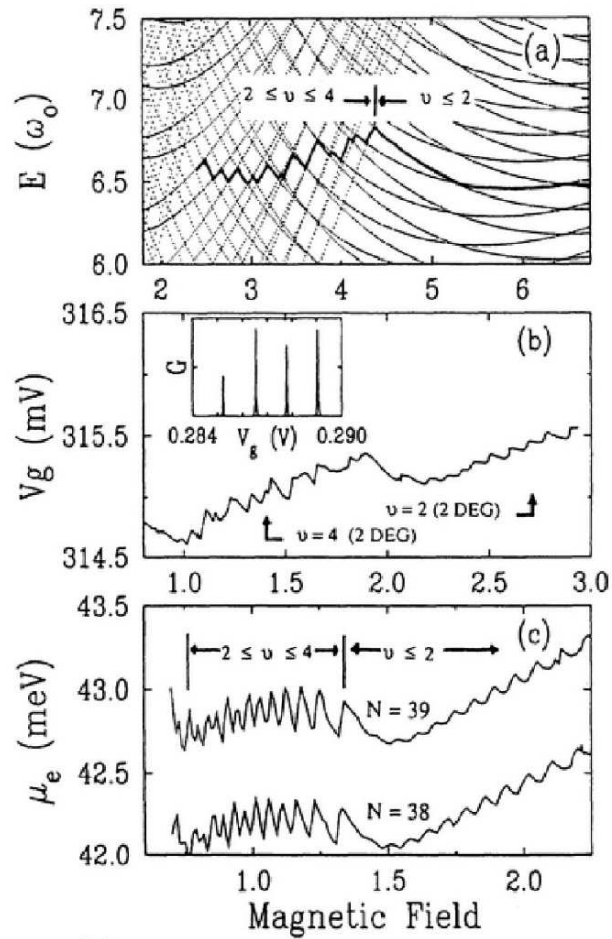 7.5
(a)
7.0
2 ≤ υ ≤ 4
υ ≤ 2
E (ωo)
6.5
6.0
2 3 4 5 6
316.5
(b)
G
0.284 Vg (V) 0.290
Vg (mV)
315.5
υ = 2 (2 DEG)
υ = 4 (2 DEG)
314.5
1.0 1.5 2.0 2.5 3.0
43.5
(c)
2 ≤ υ ≤ 4
υ ≤ 2
43.0
N = 39
μe (meV)
42.5
N = 38
42.0
1.0 1.5 2.0
Magnetic Field